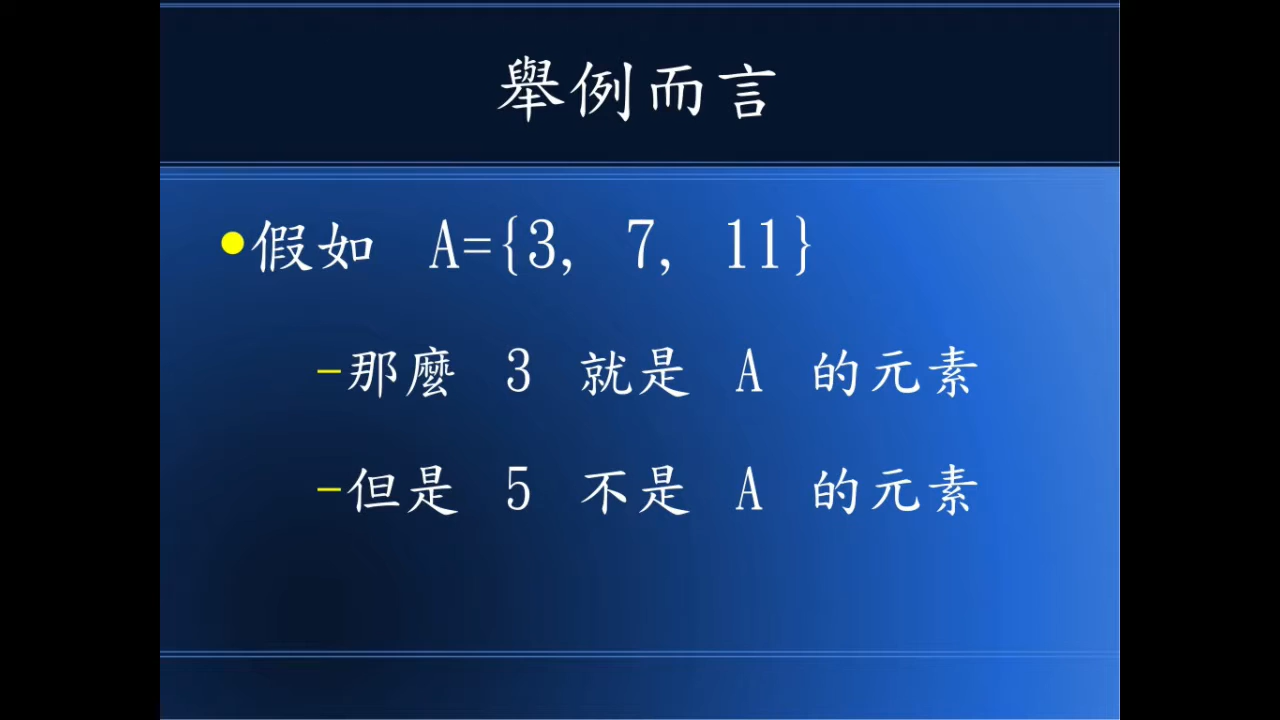 舉例而言
•假如 A={3, 7, 11}
–那麼 3 就是 A 的元素
–但是 5 不是 A 的元素